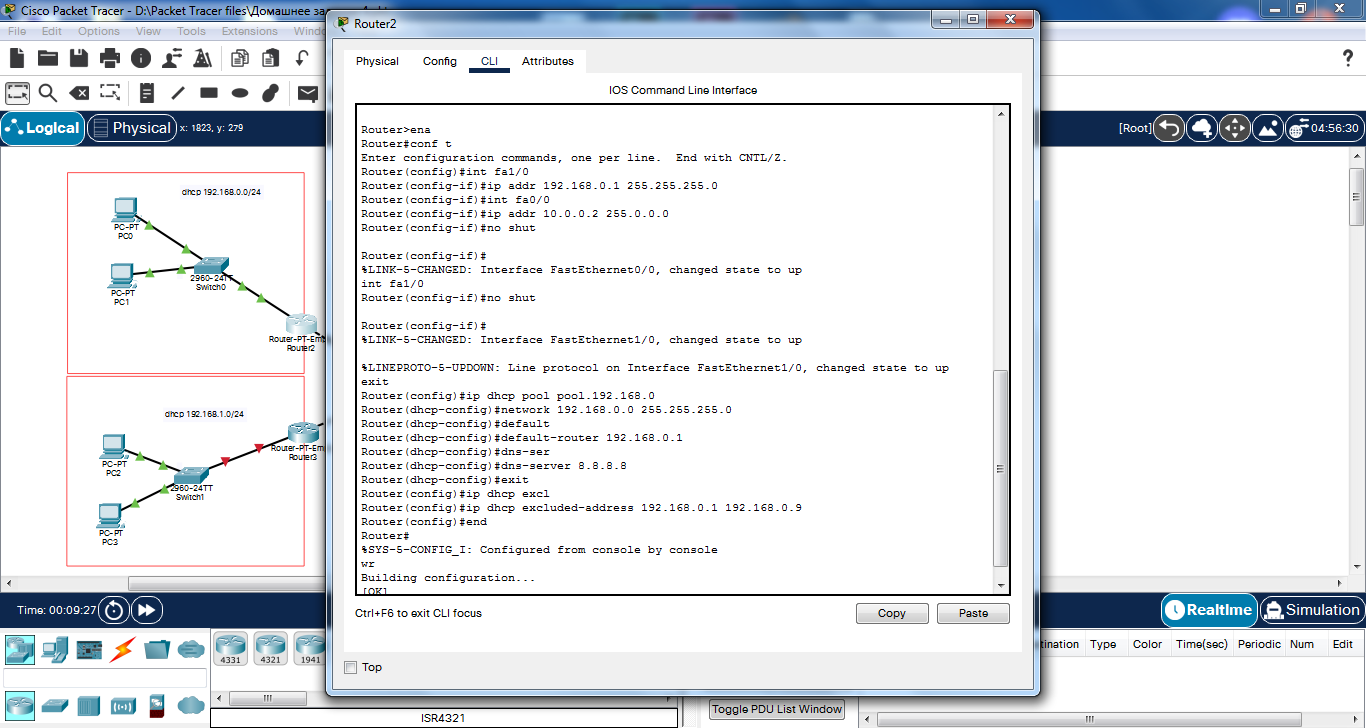 Cisco Packet Tracer - D:\Packet Tracer files\Домашнее
File Edit Options View Tools Extensions
Logical Physical x: 1823, y: 279
[Root] 04:56:30
dhcp 192.168.0.0/24
PC-PT
PC0
PC-PT
PC1
2960-24TT
Switch0
Router2
dhcp 192.168.1.0/24
PC-PT
PC2
PC-PT
PC3
2960-24TT
Switch1
Router3
Router2
Physical Config CLI Attributes
IOS Command Line Interface
Router>ena
Router#conf t
Enter configuration commands, one per line.  End with CNTL/Z.
Router(config)#int fa1/0
Router(config-if)#ip addr 192.168.0.1 255.255.255.0
Router(config-if)#int fa0/0
Router(config-if)#ip addr 10.0.0.2 255.0.0.0
Router(config-if)#no shut
Router(config-if)#
%LINK-5-CHANGED: Interface FastEthernet0/0, changed state to up
int fa1/0
Router(config-if)#no shut
Router(config-if)#
%LINK-5-CHANGED: Interface FastEthernet1/0, changed state to up
%LINEPROTO-5-UPDOWN: Line protocol on Interface FastEthernet1/0, changed state to up
exit
Router(config)#ip dhcp pool pool.192.168.0
Router(dhcp-config)#network 192.168.0.0 255.255.255.0
Router(dhcp-config)#default
Router(dhcp-config)#default-router 192.168.0.1
Router(dhcp-config)#dns-ser
Router(dhcp-config)#dns-server 8.8.8.8
Router(dhcp-config)#exit
Router(config)#ip dhcp excl
Router(config)#ip dhcp excluded-address 192.168.0.1 192.168.0.9
Router(config)#end
Router#
%SYS-5-CONFIG_I: Configured from console by console
wr
Building configuration...
[OK]
Ctrl+F6 to exit CLI focus
Copy Paste
Top
Time: 00:09:27
Realtime Simulation
4331 4321 1941
ISR4321
Type Color Time(sec) Periodic Num Edit
Toggle PDU List Window